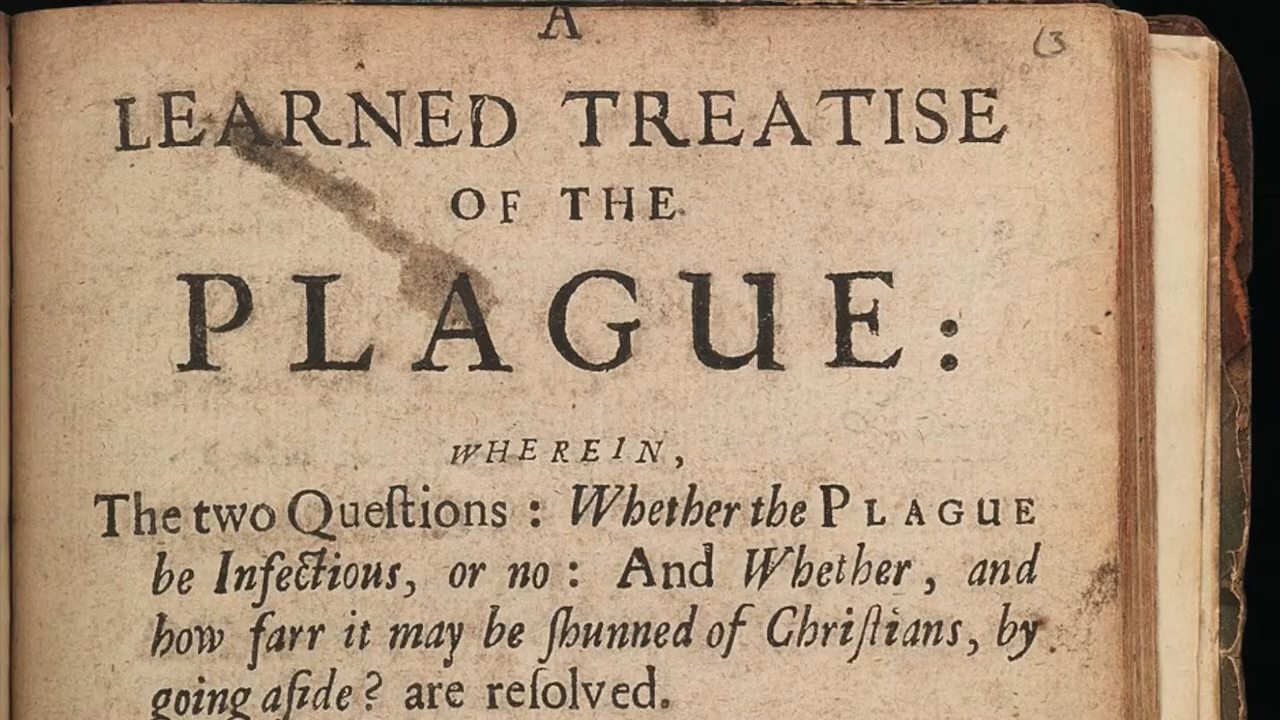 A
(3
LEARNED TREATISE
OF THE
PLAGUE:
WHEREIN,
The two Queſtions : Whether the PLAGUE
be Infectious, or no : And Whether, and
how farr it may be ſhunned of Chriſtians, by
going aſide? are reſolved.